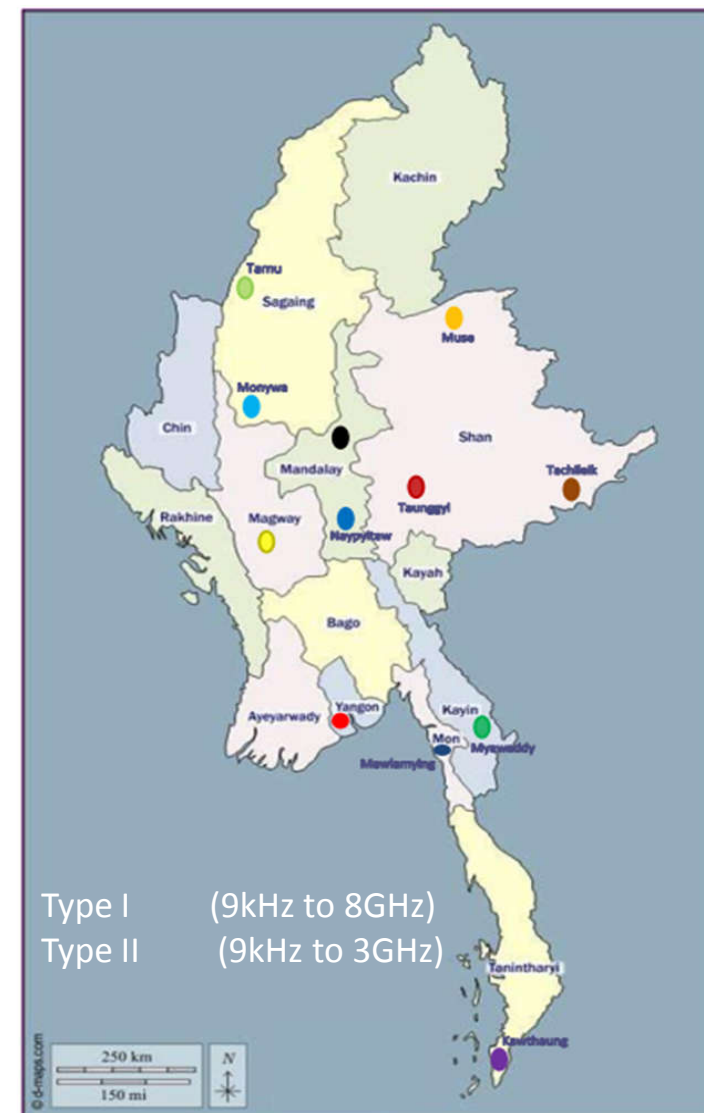 Kachin
Tamu
Sagaing
Muse
Monywa
Chin
Shan
Mandalay
Tachileik
Taunggyi
Rakhine
Magway
Naypyitaw
Kayah
Bago
Yangon
Ayeyarwady
Kayin
Mon
Myawaddy
Mawlamying
Type I (9kHz to 8GHz)
Type II (9kHz to 3GHz)
Tanintharyi
Kawthaung
250 km
N
150 mi
© d-maps.com